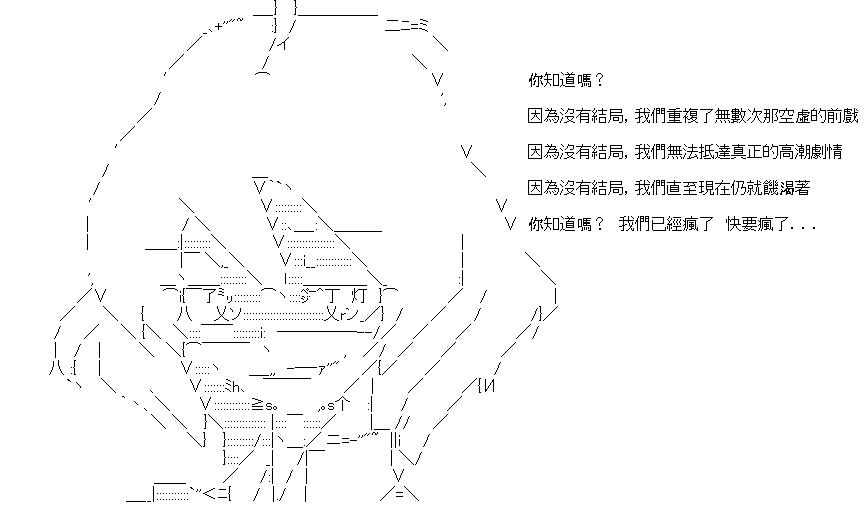 你知道嗎？
因為沒有結局，我們重複了無數次那空虛的前戲
因為沒有結局，我們無法抵達真正的高潮劇情
因為沒有結局，我們直至現在仍就饑渴著
你知道嗎？ 我們已經瘋了 快要瘋了...